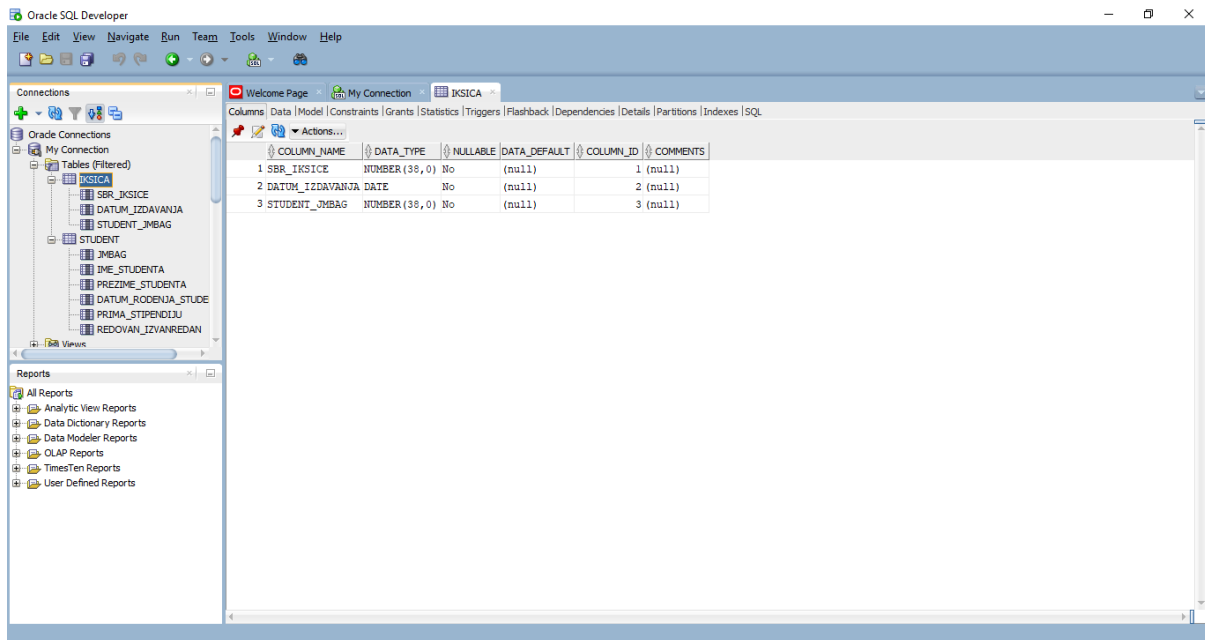 Oracle SQL Developer
File Edit View Navigate Run Team Tools Window Help
Connections
Oracle Connections
My Connection
Tables (Filtered)
IKSICA
SBR_IKSICE
DATUM_IZDAVANJA
STUDENT_JMBAG
STUDENT
JMBAG
IME_STUDENTA
PREZIME_STUDENTA
DATUM_RODENJA_STUDE
PRIMA_STIPENDIJU
REDOVAN_IZVANREDAN
Views
Reports
All Reports
Analytic View Reports
Data Dictionary Reports
Data Modeler Reports
OLAP Reports
TimesTen Reports
User Defined Reports
Welcome Page My Connection IKSICA
Columns Data |Model |Constraints |Grants |Statistics |Triggers |Flashback |Dependencies |Details |Partitions |Indexes |SQL
Actions...
COLUMN_NAME DATA_TYPE NULLABLE DATA_DEFAULT COLUMN_ID COMMENTS
1 SBR_IKSICE NUMBER(38,0) No (null) 1 (null)
2 DATUM_IZDAVANJA DATE No (null) 2 (null)
3 STUDENT_JMBAG NUMBER(38,0) No (null) 3 (null)